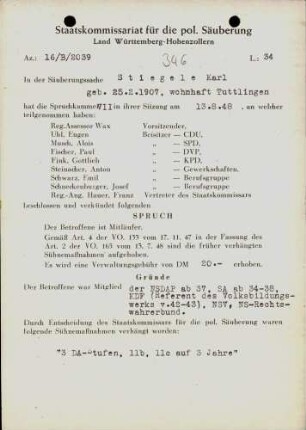 Staatskommissariat für die pol. Säuberung
Land Württemberg-Hohenzollern
Az.: 16/B/8039
346
L.: 34
In der Säuberungssache S t i e g e l e Karl
geb. 25.2.1907, wohnhaft Tuttlingen
hat die Spruchkammer VII in ihrer Sitzung am 13.8.48, an welcher
teilgenommen haben:
Reg.Assessor Wax Vorsitzender,
Uhl, Eugen Beisitzer - CDU,
Munds, Alois „ - SPD,
Fischer, Paul „ - DVP,
Fink, Gottlieb „ - KPD,
Steinacher, Anton „ - Gewerkschaften,
Schwarz, Emil „ - Berufsgruppe
Schneckenburger, Josef „ - Berufsgruppe
Reg.-Ang. Hauer, Franz Vertreter des Staatskommissars
beschlossen und verkündet folgenden
SPRUCH
Der Betroffene ist Mitläufer.
Gemäß Art. 4 der VO. 133 vom 17. 11. 47 in der Fassung des
Art. 2 der VO. 165 vom 15. 7. 48 sind die früher verhängten
Sühnemaßnahmen aufgehoben.
Es wird eine Verwaltungsgebühr von DM 20.- erhoben.
Gründe
Der Betroffene war Mitglied der NSDAP ab 37, SA ab 34-38,
KDF (Referent des Volksbildungs-
werks v.42-43), NSV, NS-Rechts-
wahrerbund.
Durch Entscheidung des Staatskommissars für die pol. Säuberung waren
folgende Sühnemaßnahmen verhängt worden:
"3 DA-Stufen, 11b, 11c auf 3 Jahre"